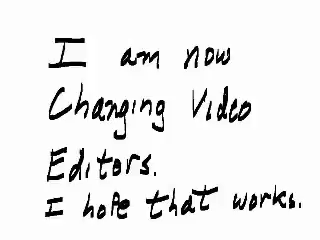 I am now
Changing Video
Editors.
I hope that works.